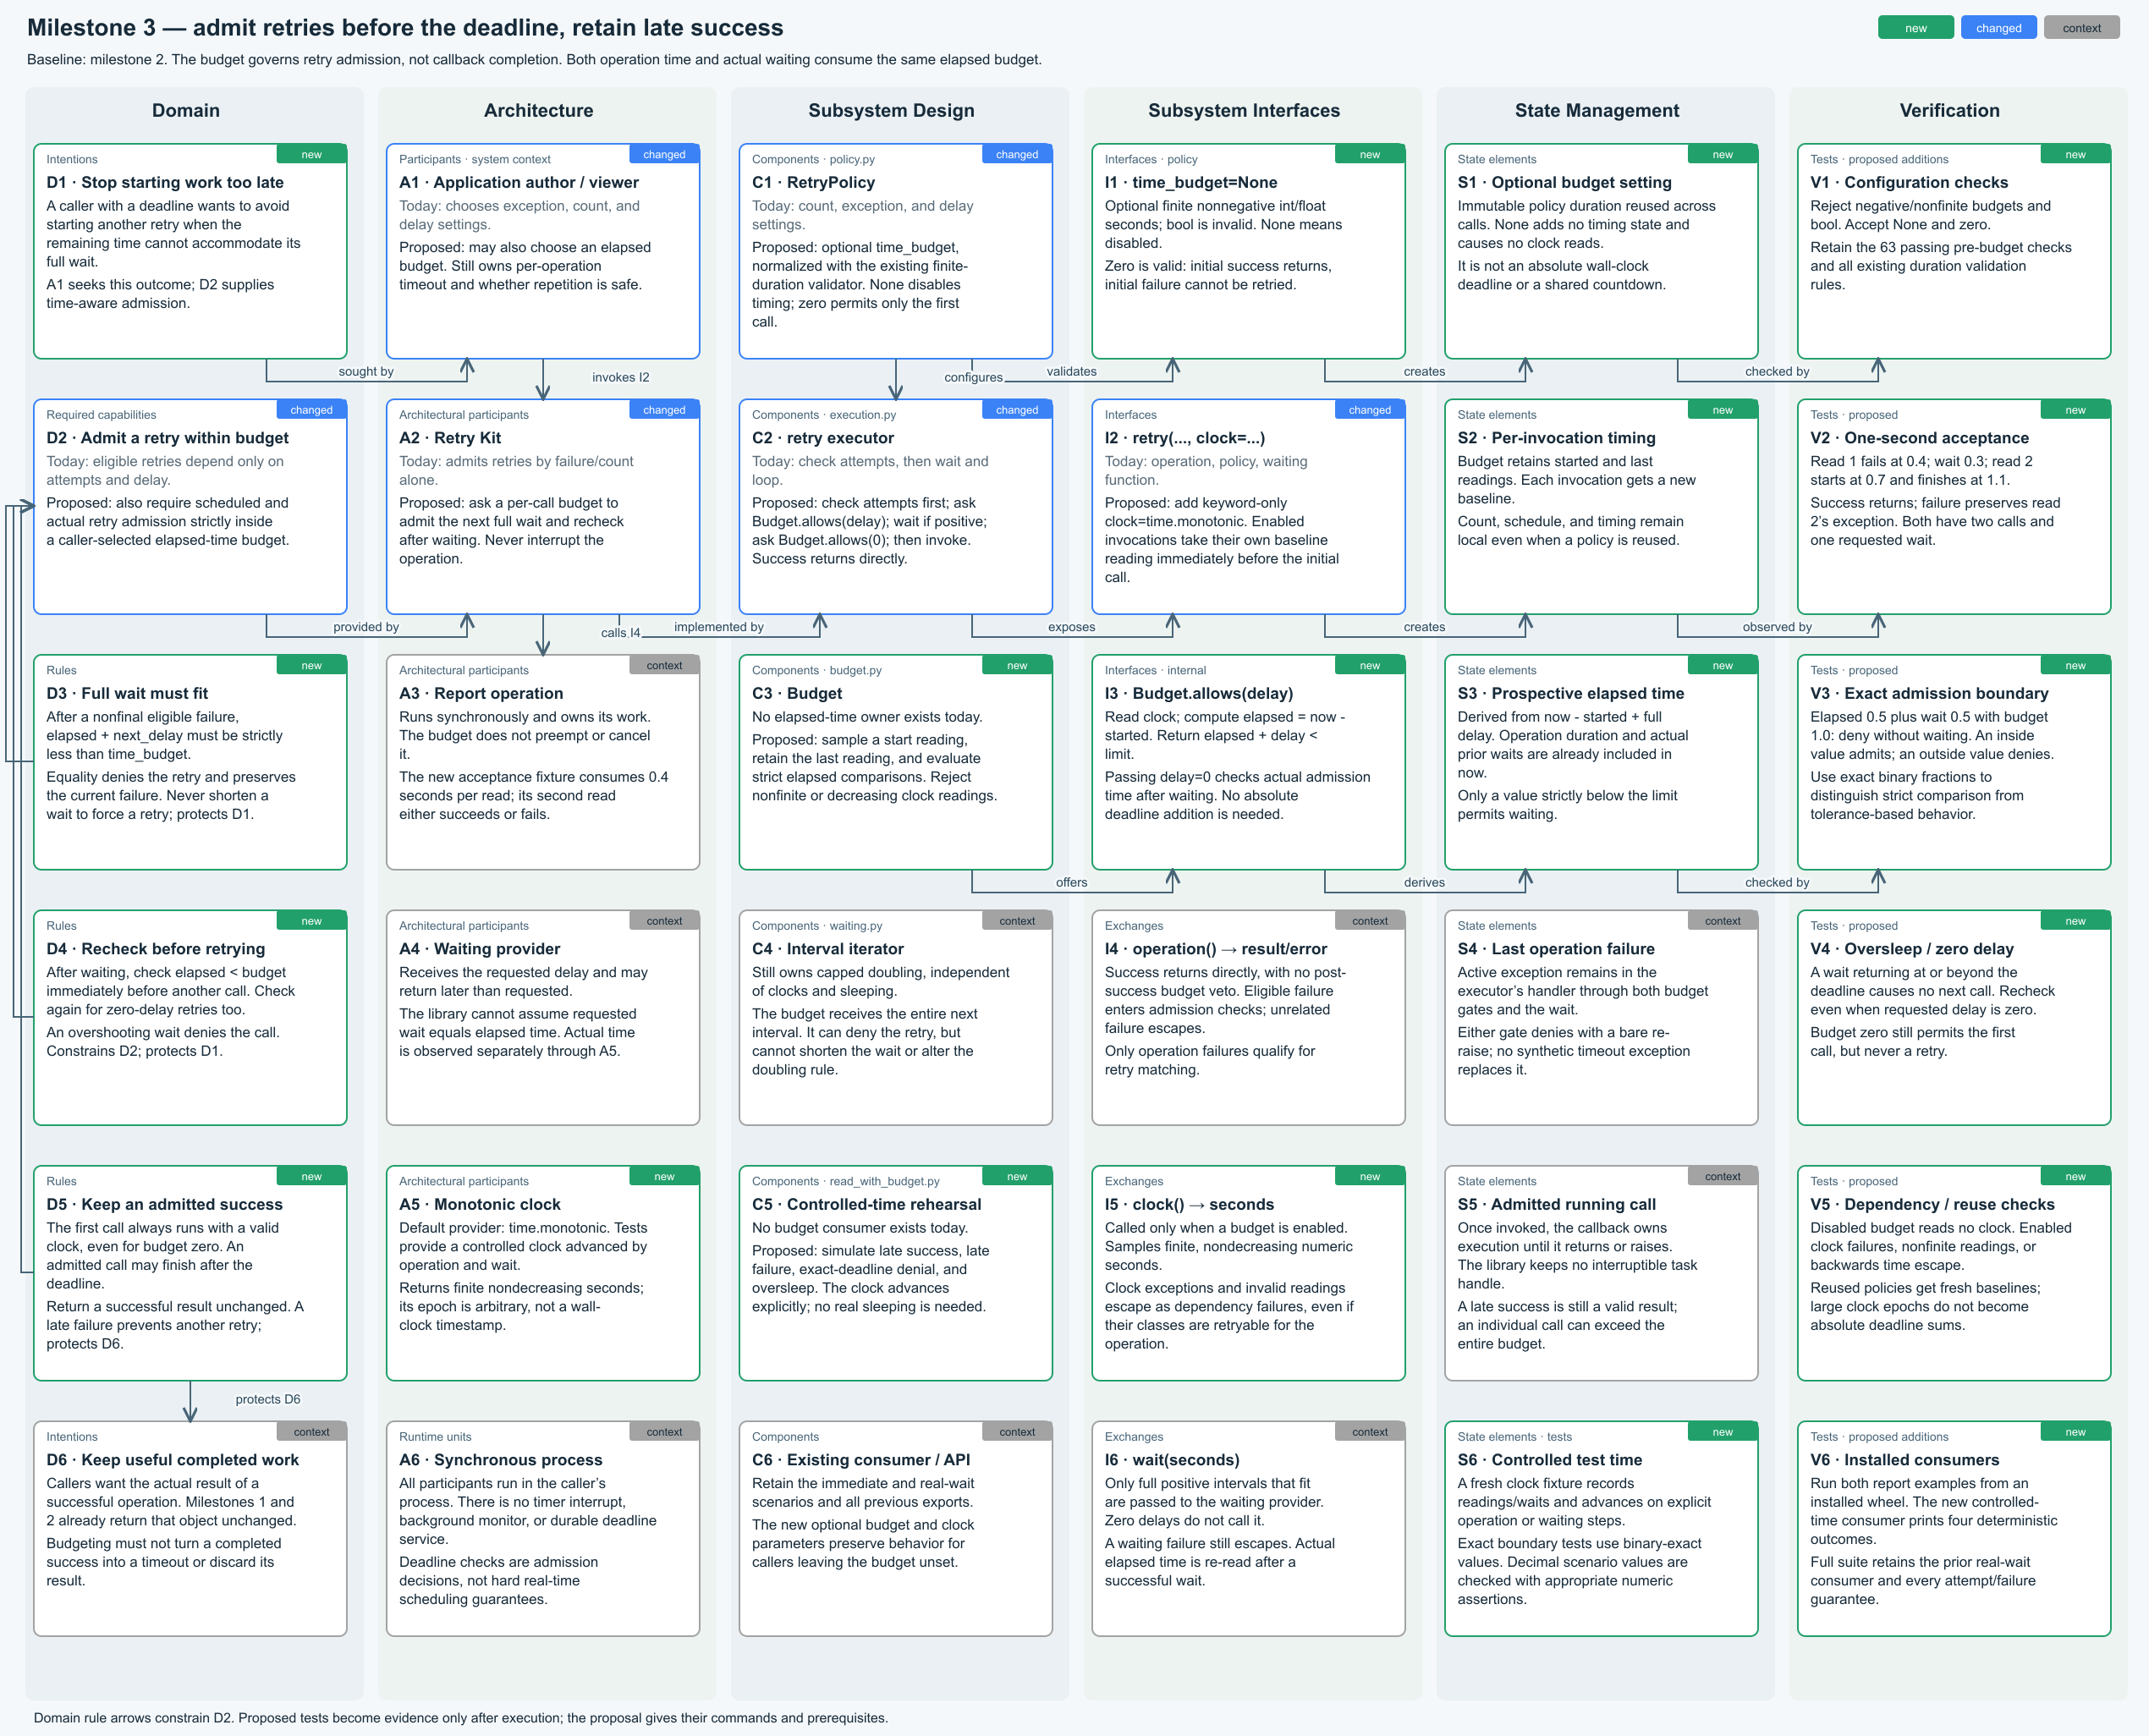 Milestone 3 — admit retries before the deadline, retain late success
new
changed
context
Baseline: milestone 2. The budget governs retry admission, not callback completion. Both operation time and actual waiting consume the same elapsed budget.
Domain
Architecture
Subsystem Design
Subsystem Interfaces
State Management
Verification
Intentions
new
D1 · Stop starting work too late
A caller with a deadline wants to avoid
starting another retry when the
remaining time cannot accommodate its
full wait.
A1 seeks this outcome; D2 supplies
time-aware admission.
Participants · system context
changed
A1 · Application author / viewer
Today: chooses exception, count, and
delay settings.
Proposed: may also choose an elapsed
budget. Still owns per-operation
timeout and whether repetition is safe.
Components · policy.py
changed
C1 · RetryPolicy
Today: count, exception, and delay
settings.
Proposed: optional time_budget,
normalized with the existing finite-
duration validator. None disables
timing; zero permits only the first
call.
Interfaces · policy
new
I1 · time_budget=None
Optional finite nonnegative int/float
seconds; bool is invalid. None means
disabled.
Zero is valid: initial success returns,
initial failure cannot be retried.
State elements
new
S1 · Optional budget setting
Immutable policy duration reused across
calls. None adds no timing state and
causes no clock reads.
It is not an absolute wall-clock
deadline or a shared countdown.
Tests · proposed additions
new
V1 · Configuration checks
Reject negative/nonfinite budgets and
bool. Accept None and zero.
Retain the 63 passing pre-budget checks
and all existing duration validation
rules.
sought by
invokes I2
configures
validates
creates
checked by
Required capabilities
changed
D2 · Admit a retry within budget
Today: eligible retries depend only on
attempts and delay.
Proposed: also require scheduled and
actual retry admission strictly inside
a caller-selected elapsed-time budget.
Architectural participants
changed
A2 · Retry Kit
Today: admits retries by failure/count
alone.
Proposed: ask a per-call budget to
admit the next full wait and recheck
after waiting. Never interrupt the
operation.
Components · execution.py
changed
C2 · retry executor
Today: check attempts, then wait and
loop.
Proposed: check attempts first; ask
Budget.allows(delay); wait if positive;
ask Budget.allows(0); then invoke.
Success returns directly.
Interfaces
changed
I2 · retry(..., clock=...)
Today: operation, policy, waiting
function.
Proposed: add keyword-only
clock=time.monotonic. Enabled
invocations take their own baseline
reading immediately before the initial
call.
State elements
new
S2 · Per-invocation timing
Budget retains started and last
readings. Each invocation gets a new
baseline.
Count, schedule, and timing remain
local even when a policy is reused.
Tests · proposed
new
V2 · One-second acceptance
Read 1 fails at 0.4; wait 0.3; read 2
starts at 0.7 and finishes at 1.1.
Success returns; failure preserves read
2's exception. Both have two calls and
one requested wait.
provided by
calls I4
implemented by
exposes
creates
observed by
Rules
new
D3 · Full wait must fit
After a nonfinal eligible failure,
elapsed + next_delay must be strictly
less than time_budget.
Equality denies the retry and preserves
the current failure. Never shorten a
wait to force a retry; protects D1.
Architectural participants
context
A3 · Report operation
Runs synchronously and owns its work.
The budget does not preempt or cancel
it.
The new acceptance fixture consumes 0.4
seconds per read; its second read
either succeeds or fails.
Components · budget.py
new
C3 · Budget
No elapsed-time owner exists today.
Proposed: sample a start reading,
retain the last reading, and evaluate
strict elapsed comparisons. Reject
nonfinite or decreasing clock readings.
Interfaces · internal
new
I3 · Budget.allows(delay)
Read clock; compute elapsed = now -
started. Return elapsed + delay <
limit.
Passing delay=0 checks actual admission
time after waiting. No absolute
deadline addition is needed.
State elements
new
S3 · Prospective elapsed time
Derived from now - started + full
delay. Operation duration and actual
prior waits are already included in
now.
Only a value strictly below the limit
permits waiting.
Tests · proposed
new
V3 · Exact admission boundary
Elapsed 0.5 plus wait 0.5 with budget
1.0: deny without waiting. An inside
value admits; an outside value denies.
Use exact binary fractions to
distinguish strict comparison from
tolerance-based behavior.
offers
derives
checked by
Rules
new
D4 · Recheck before retrying
After waiting, check elapsed < budget
immediately before another call. Check
again for zero-delay retries too.
An overshooting wait denies the call.
Constrains D2; protects D1.
Architectural participants
context
A4 · Waiting provider
Receives the requested delay and may
return later than requested.
The library cannot assume requested
wait equals elapsed time. Actual time
is observed separately through A5.
Components · waiting.py
context
C4 · Interval iterator
Still owns capped doubling, independent
of clocks and sleeping.
The budget receives the entire next
interval. It can deny the retry, but
cannot shorten the wait or alter the
doubling rule.
Exchanges
context
I4 · operation() → result/error
Success returns directly, with no post-
success budget veto. Eligible failure
enters admission checks; unrelated
failure escapes.
Only operation failures qualify for
retry matching.
State elements
context
S4 · Last operation failure
Active exception remains in the
executor's handler through both budget
gates and the wait.
Either gate denies with a bare re-
raise; no synthetic timeout exception
replaces it.
Tests · proposed
new
V4 · Oversleep / zero delay
A wait returning at or beyond the
deadline causes no next call. Recheck
even when requested delay is zero.
Budget zero still permits the first
call, but never a retry.
Rules
new
D5 · Keep an admitted success
The first call always runs with a valid
clock, even for budget zero. An
admitted call may finish after the
deadline.
Return a successful result unchanged. A
late failure prevents another retry;
protects D6.
Architectural participants
new
A5 · Monotonic clock
Default provider: time.monotonic. Tests
provide a controlled clock advanced by
operation and wait.
Returns finite nondecreasing seconds;
its epoch is arbitrary, not a wall-
clock timestamp.
Components · read_with_budget.py
new
C5 · Controlled-time rehearsal
No budget consumer exists today.
Proposed: simulate late success, late
failure, exact-deadline denial, and
oversleep. The clock advances
explicitly; no real sleeping is needed.
Exchanges
new
I5 · clock() → seconds
Called only when a budget is enabled.
Samples finite, nondecreasing numeric
seconds.
Clock exceptions and invalid readings
escape as dependency failures, even if
their classes are retryable for the
operation.
State elements
context
S5 · Admitted running call
Once invoked, the callback owns
execution until it returns or raises.
The library keeps no interruptible task
handle.
A late success is still a valid result;
an individual call can exceed the
entire budget.
Tests · proposed
new
V5 · Dependency / reuse checks
Disabled budget reads no clock. Enabled
clock failures, nonfinite readings, or
backwards time escape.
Reused policies get fresh baselines;
large clock epochs do not become
absolute deadline sums.
protects D6
Intentions
context
D6 · Keep useful completed work
Callers want the actual result of a
successful operation. Milestones 1 and
2 already return that object unchanged.
Budgeting must not turn a completed
success into a timeout or discard its
result.
Runtime units
context
A6 · Synchronous process
All participants run in the caller's
process. There is no timer interrupt,
background monitor, or durable deadline
service.
Deadline checks are admission
decisions, not hard real-time
scheduling guarantees.
Components
context
C6 · Existing consumer / API
Retain the immediate and real-wait
scenarios and all previous exports.
The new optional budget and clock
parameters preserve behavior for
callers leaving the budget unset.
Exchanges
context
I6 · wait(seconds)
Only full positive intervals that fit
are passed to the waiting provider.
Zero delays do not call it.
A waiting failure still escapes. Actual
elapsed time is re-read after a
successful wait.
State elements · tests
new
S6 · Controlled test time
A fresh clock fixture records
readings/waits and advances on explicit
operation or waiting steps.
Exact boundary tests use binary-exact
values. Decimal scenario values are
checked with appropriate numeric
assertions.
Tests · proposed additions
new
V6 · Installed consumers
Run both report examples from an
installed wheel. The new controlled-
time consumer prints four deterministic
outcomes.
Full suite retains the prior real-wait
consumer and every attempt/failure
guarantee.
Domain rule arrows constrain D2. Proposed tests become evidence only after execution; the proposal gives their commands and prerequisites.